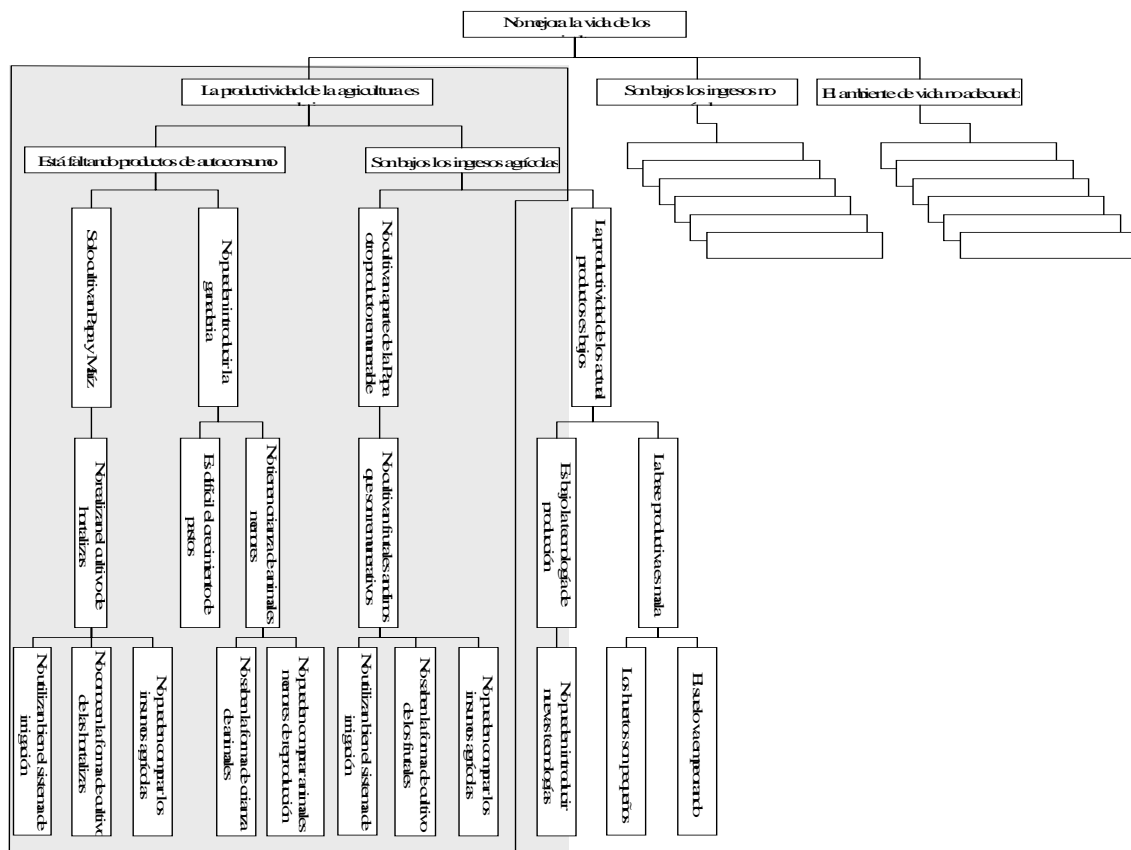 No mejora la vida de los
La productividad de la agricultura es
Son bajos los ingresos no
El ambiente de vida no adecuado
Está faltando productos de autoconsumo
Son bajos los ingresos agrícolas
Solo cultivan Papa y Maíz
No pueden introducir la
ganaderia
No cultivan aparte de la Papa
otro producto remunerable
La productividad de los actual
productos es bajos
No realizan el cultivo de
hortalizas
Es difícil el crecimiento de
pastos
No tienen crianza de animales
menores
No cultivan frutales andinos
que son remunerativos
Es bajo la tecnología de
producción
La base productiva es mala
No utilizan bien el sistema de
irrigación
No conocen la forma de cultivo
de las hortalizas
No pueden comprar los
insumos agrícolas
No saben la forma de crianza
de animales
No pueden comprar animales
menores de reproducción
No utilizan bien el sistema de
irrigación
No saben la forma de cultivo
de los frutales
No pueden comprar los
insumos agrícolas
No pueden introducir
nuevas tecnologías
Los huertos son pequeños
El suelo va empeorando